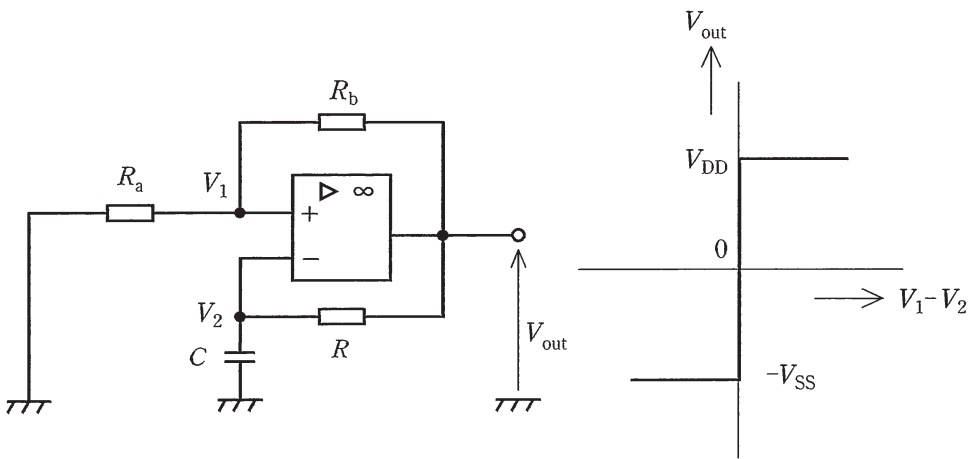 R_b
R_a
V_1
▷ ∞
+
−
V_2
C
R
V_out
V_out
V_DD
0
V_1−V_2
−V_SS